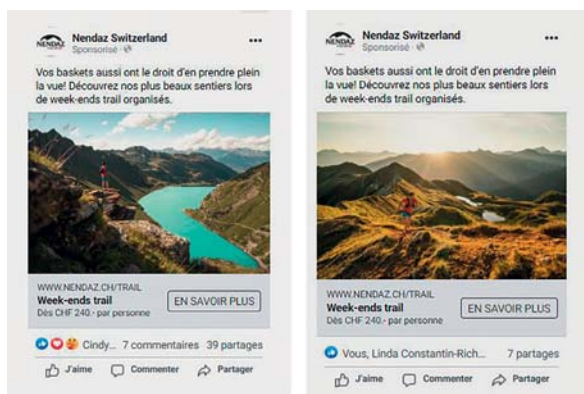 NENDAZ
Nendaz Switzerland
Sponsorisé ·
Vos baskets aussi ont le droit d'en prendre plein
la vue! Découvrez nos plus beaux sentiers lors
de week-ends trail organisés.
WWW.NENDAZ.CH/TRAIL
Week-ends trail
Dès CHF 240.- par personne
EN SAVOIR PLUS
Cindy... 7 commentaires 39 partages
J'aime Commenter Partager
NENDAZ
Nendaz Switzerland
Sponsorisé ·
Vos baskets aussi ont le droit d'en prendre plein
la vue! Découvrez nos plus beaux sentiers lors
de week-ends trail organisés.
WWW.NENDAZ.CH/TRAIL
Week-ends trail
Dès CHF 240.- par personne
EN SAVOIR PLUS
Vous, Linda Constantin-Rich... 7 partages
J'aime Commenter Partager